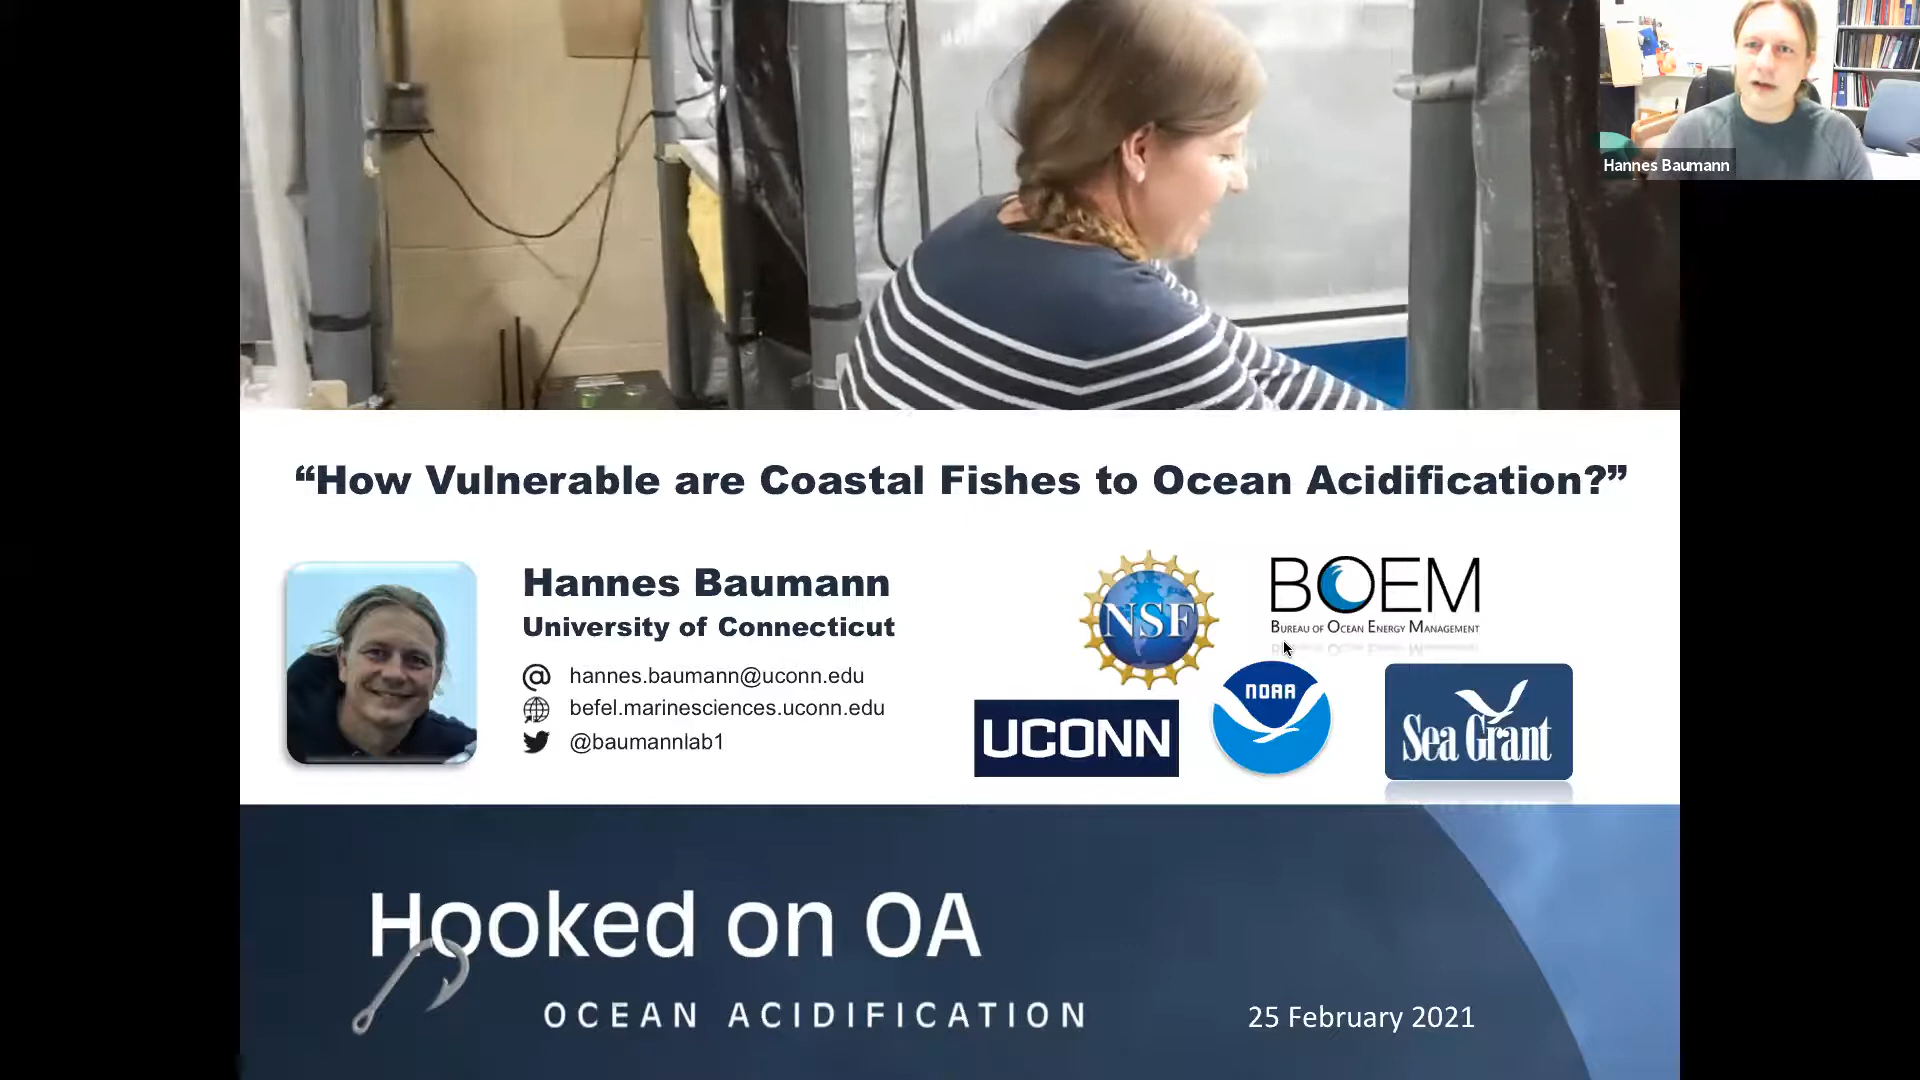 Hannes Baumann
“How Vulnerable are Coastal Fishes to Ocean Acidification?”
Hannes Baumann
University of Connecticut
@ hannes.baumann@uconn.edu
befel.marinesciences.uconn.edu
@baumannlab1
NSF
BOEM
BUREAU OF OCEAN ENERGY MANAGEMENT
UCONN
NOAA
Sea Grant
Hooked on OA
OCEAN ACIDIFICATION
25 February 2021